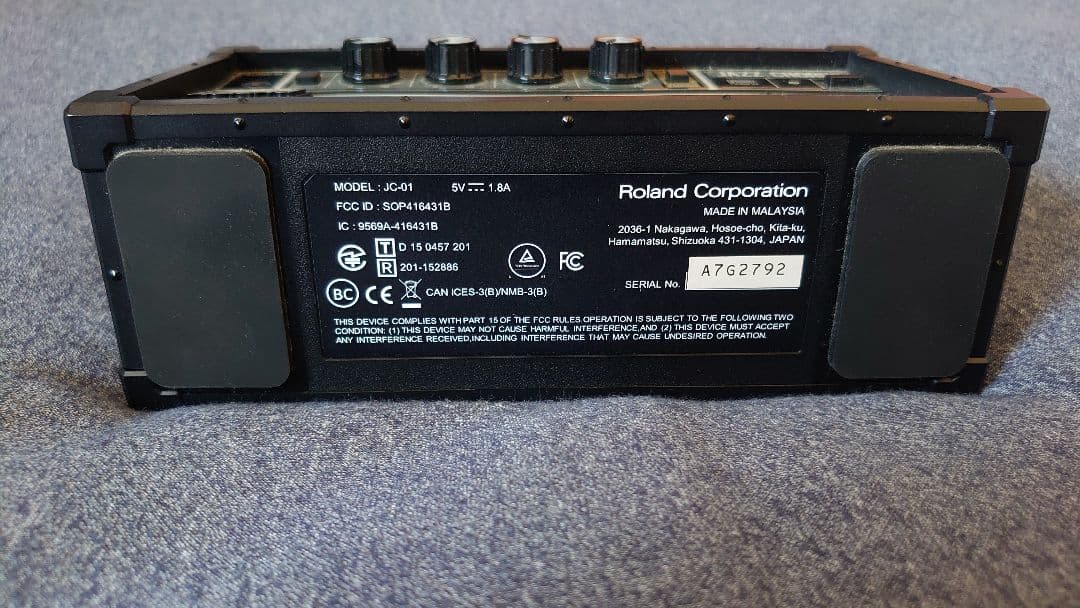 MODEL : JC-01 5V ⎓ 1.8A
FCC ID : SOP416431B
IC : 9569A-416431B
T D 15 0457 201
R 201-152886
BC CE CAN ICES-3(B)/NMB-3(B)
FC
Roland Corporation
MADE IN MALAYSIA
2036-1 Nakagawa, Hosoe-cho, Kita-ku,
Hamamatsu, Shizuoka 431-1304, JAPAN
SERIAL No. A7G2792
THIS DEVICE COMPLIES WITH PART 15 OF THE FCC RULES.OPERATION IS SUBJECT TO THE FOLLOWING TWO
CONDITION: (1) THIS DEVICE MAY NOT CAUSE HARMFUL INTERFERENCE,AND (2) THIS DEVICE MUST ACCEPT
ANY INTERFERENCE RECEIVED,INCLUDING INTERFERENCE THAT MAY CAUSE UNDESIRED OPERATION.